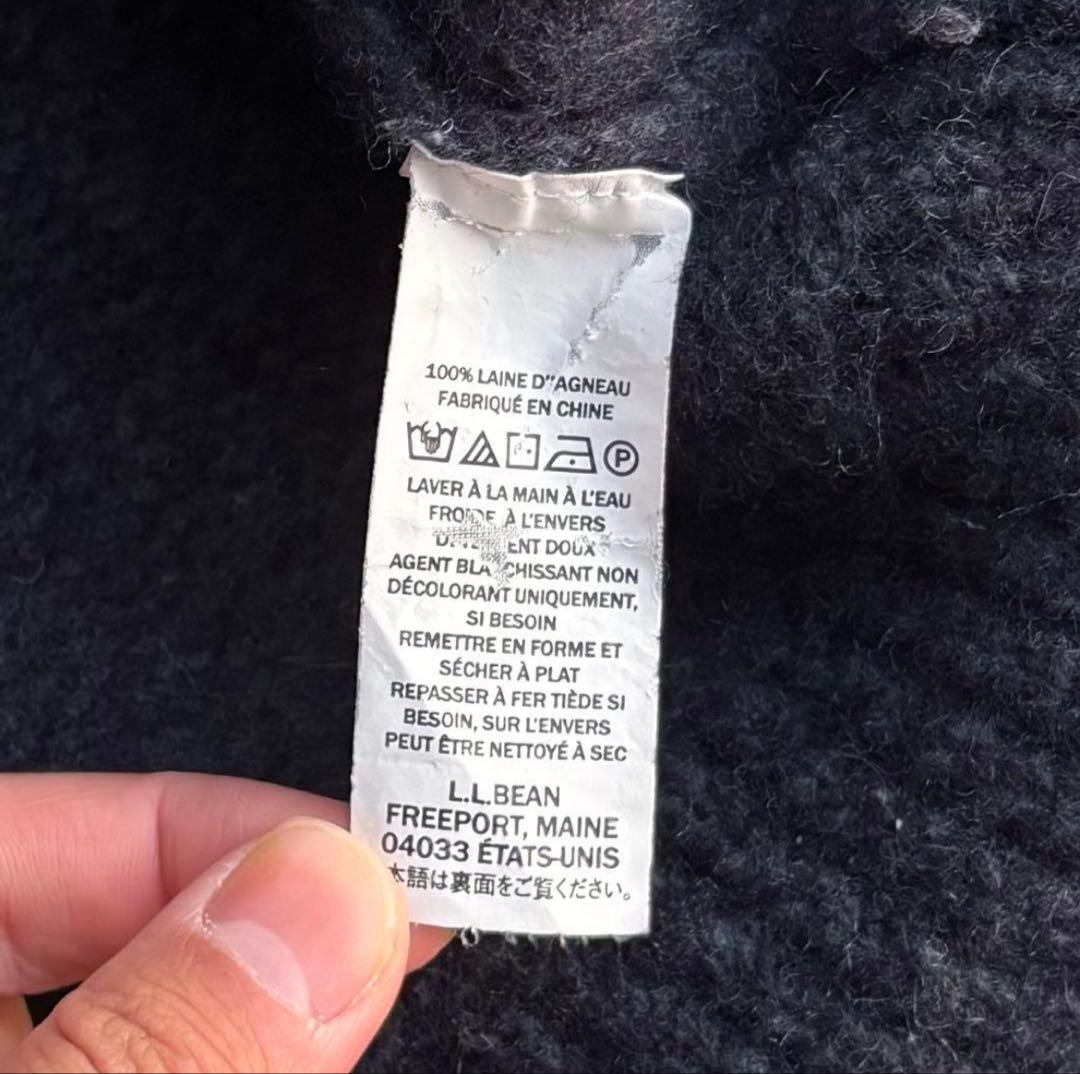 100% LAINE D"AGNEAU
FABRIQUÉ EN CHINE
P
LAVER À LA MAIN À L'EAU
À L'ENVERS
DOUX
AGENT
NON
DÉCOLORANT UNIQUEMENT,
SI BESOIN
REMETTRE EN FORME ET
SÉCHER À PLAT
REPASSER À FER TIÈDE SI
BESOIN, SUR L'ENVERS
PEUT ÊTRE NETTOYÉ À SEC
L.L.BEAN
FREEPORT, MAINE
04033 ÉTATS-UNIS
本語は裏面をご覧ください。